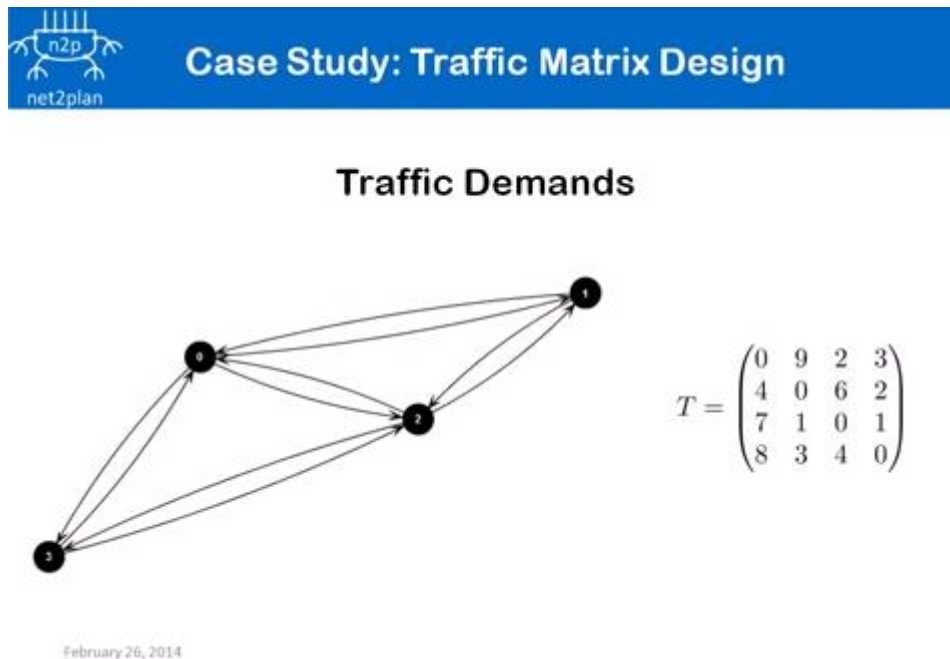 n2p
net2plan
Case Study: Traffic Matrix Design
Traffic Demands
1
0
2
3
T = 
0 9 2 3
4 0 6 2
7 1 0 1
8 3 4 0
February 26, 2014